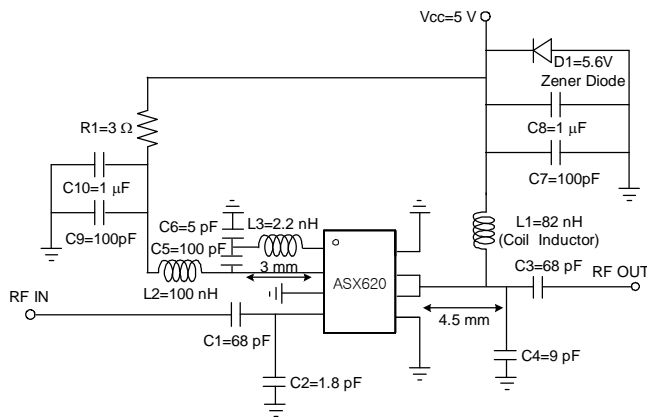 Vcc=5 V
D1=5.6V
Zener Diode
R1=3 Ω
C8=1 μF
C10=1 μF
C7=100pF
C6=5 pF
L3=2.2 nH
L1=82 nH
(Coil Inductor)
C9=100pF
C5=100 pF
3 mm
ASX620
C3=68 pF
RF OUT
L2=100 nH
RF IN
4.5 mm
C1=68 pF
C4=9 pF
C2=1.8 pF